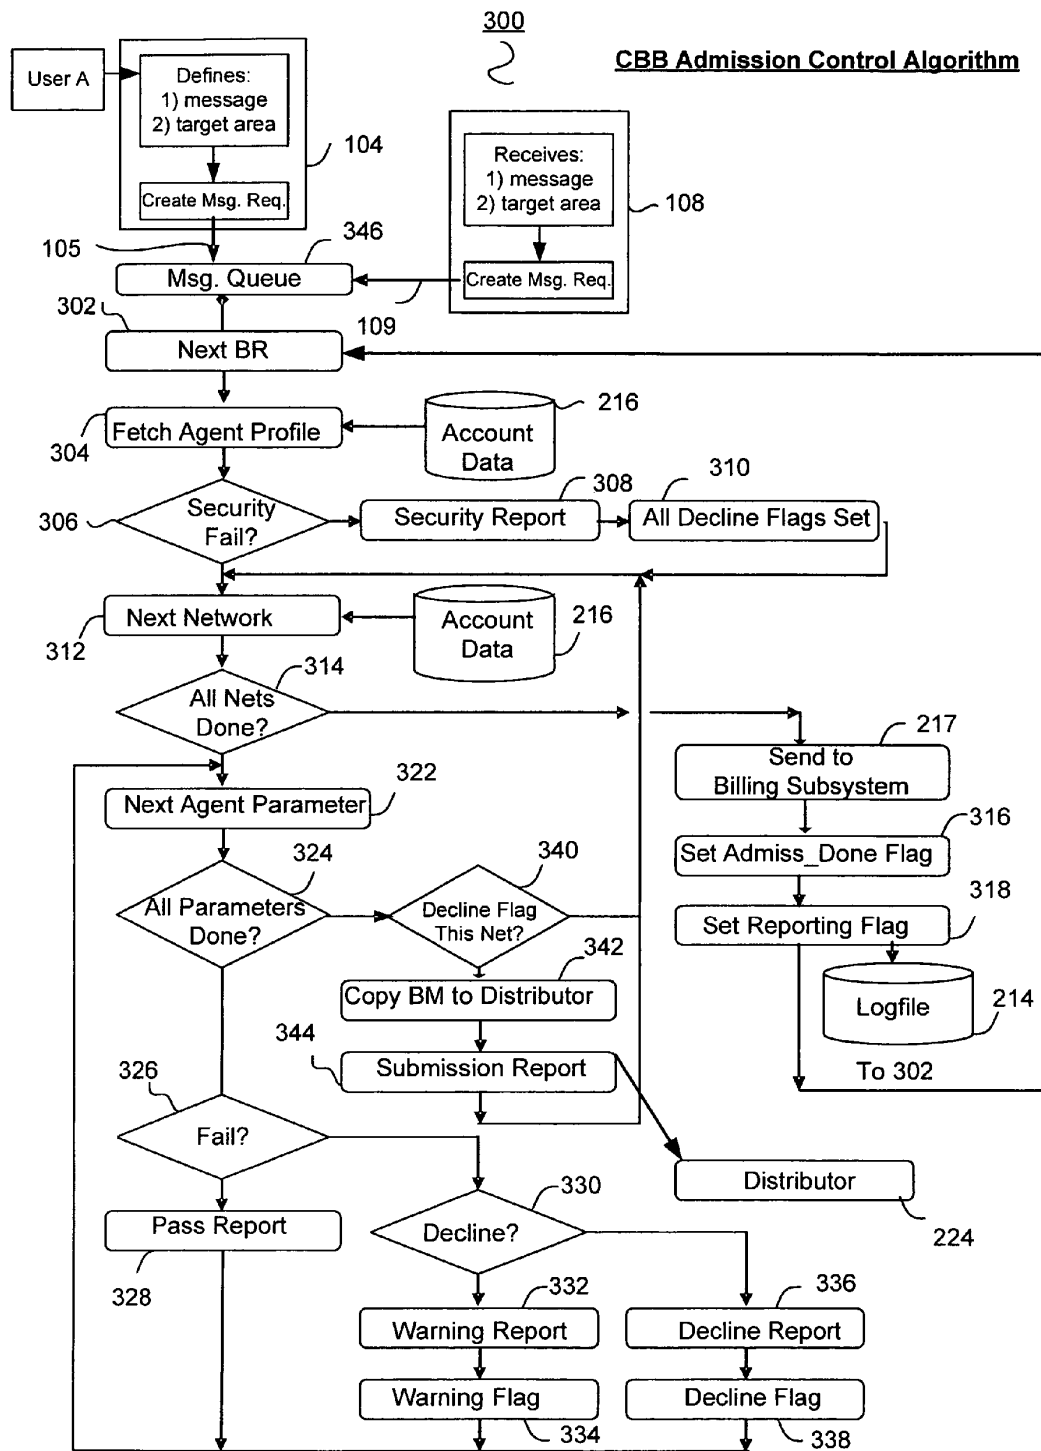 300
CBB Admission Control Algorithm
User A
Defines:
1) message
2) target area
Create Msg. Req.
104
Receives:
1) message
2) target area
Create Msg. Req.
108
105
346
Msg. Queue
109
302
Next BR
304
Fetch Agent Profile
216
Account
Data
306
Security
Fail?
308
Security Report
310
All Decline Flags Set
312
Next Network
Account
Data
216
314
All Nets
Done?
217
Send to
Billing Subsystem
322
Next Agent Parameter
316
Set Admiss_Done Flag
324
All Parameters
Done?
340
Decline Flag
This Net?
318
Set Reporting Flag
342
Copy BM to Distributor
Logfile
214
344
Submission Report
To 302
326
Fail?
Distributor
224
330
Decline?
Pass Report
328
332
Warning Report
336
Decline Report
Warning Flag
334
Decline Flag
338